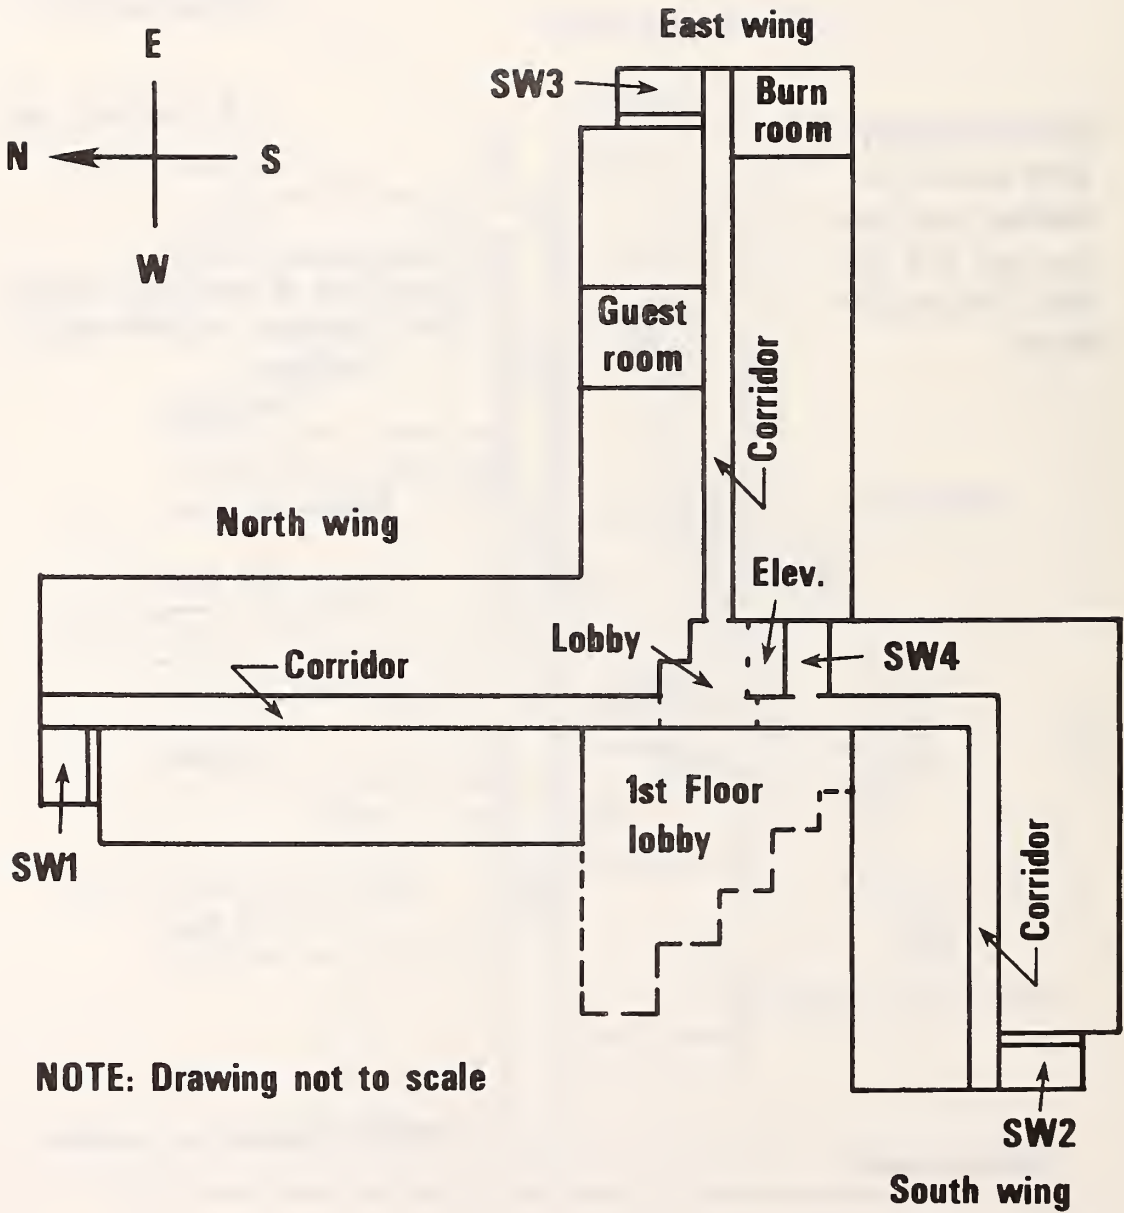 East wing
E
SW3
Burn
room
N
S
W
Guest
room
Corridor
North wing
Elev.
Lobby
SW4
Corridor
1st Floor
lobby
SW1
Corridor
NOTE: Drawing not to scale
SW2
South wing